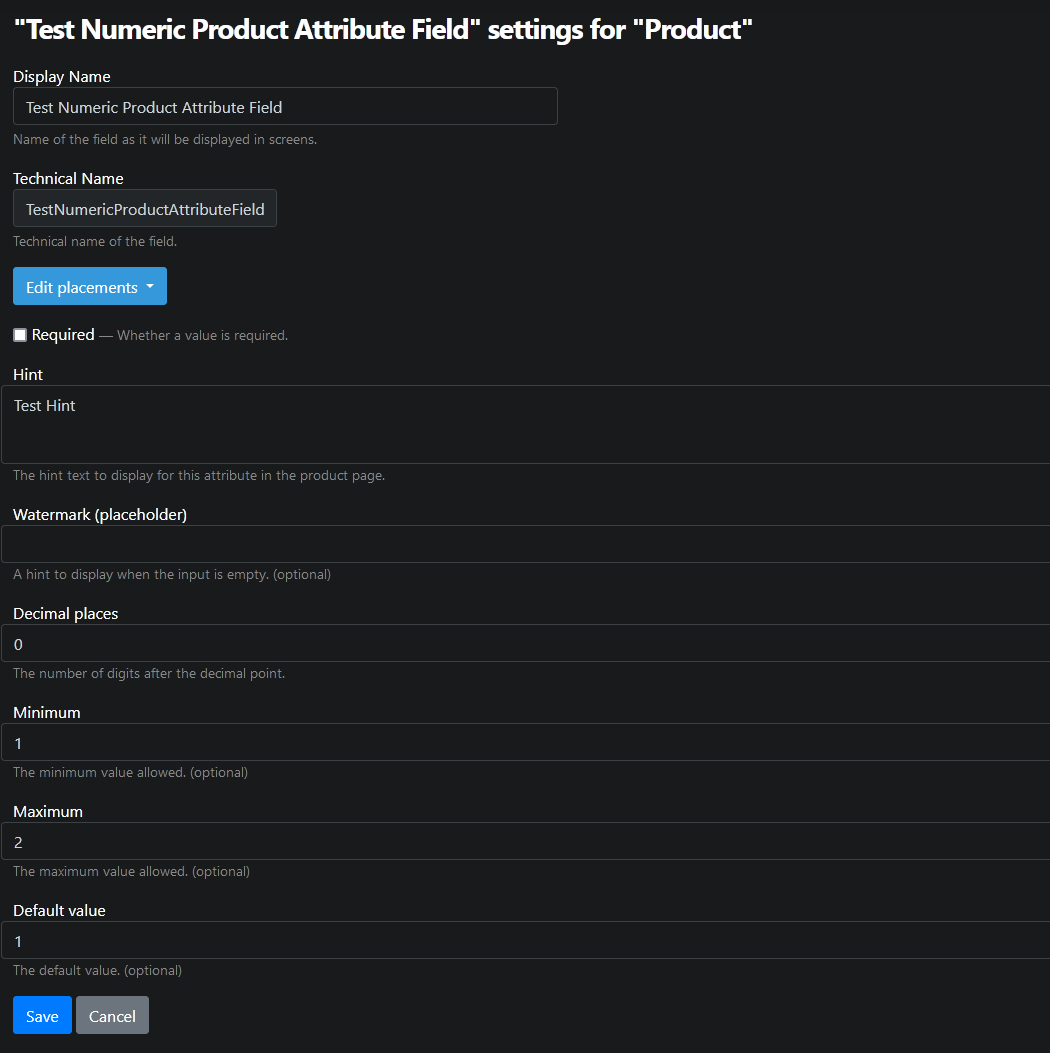 "Test Numeric Product Attribute Field" settings for "Product"
Display Name
Test Numeric Product Attribute Field
Name of the field as it will be displayed in screens.
Technical Name
TestNumericProductAttributeField
Technical name of the field.
Edit placements
Required — Whether a value is required.
Hint
Test Hint
The hint text to display for this attribute in the product page.
Watermark (placeholder)
A hint to display when the input is empty. (optional)
Decimal places
0
The number of digits after the decimal point.
Minimum
1
The minimum value allowed. (optional)
Maximum
2
The maximum value allowed. (optional)
Default value
1
The default value. (optional)
Save Cancel